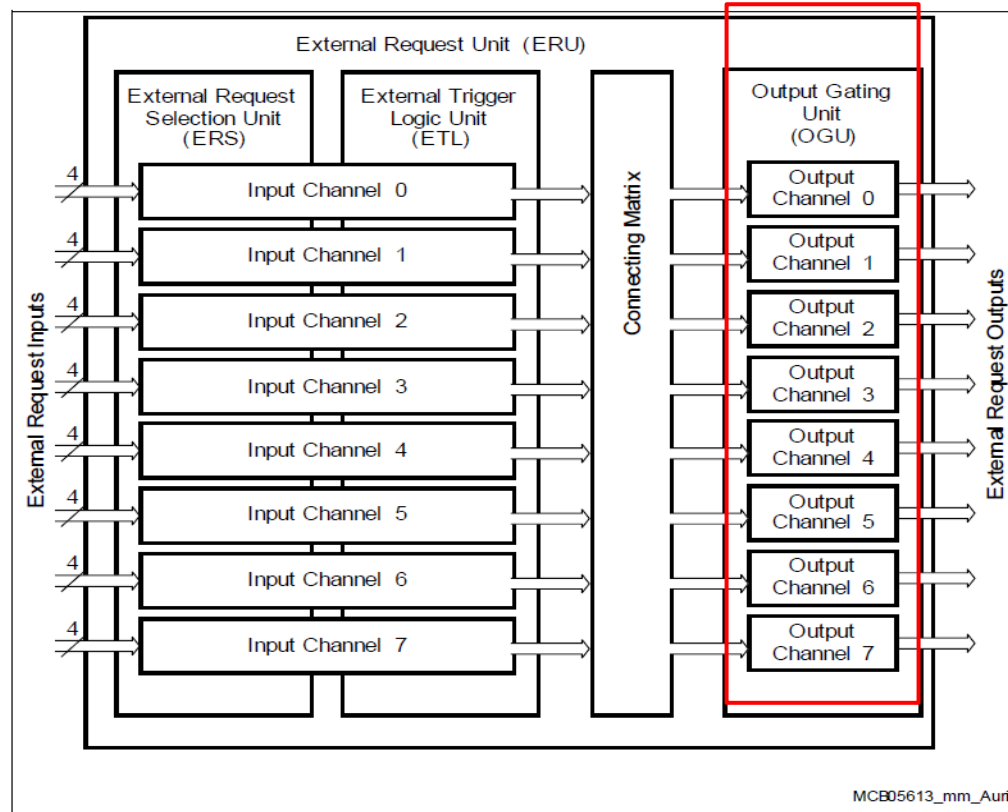 External Request Unit (ERU)
External Request
Selection Unit
(ERS)
External Trigger
Logic Unit
(ETL)
Output Gating
Unit
(OGU)
Connecting Matrix
External Request Inputs
External Request Outputs
4
Input Channel 0
Output
Channel 0
4
Input Channel 1
Output
Channel 1
4
Input Channel 2
Output
Channel 2
4
Input Channel 3
Output
Channel 3
4
Input Channel 4
Output
Channel 4
4
Input Channel 5
Output
Channel 5
4
Input Channel 6
Output
Channel 6
4
Input Channel 7
Output
Channel 7
MCB05613_mm_Auri